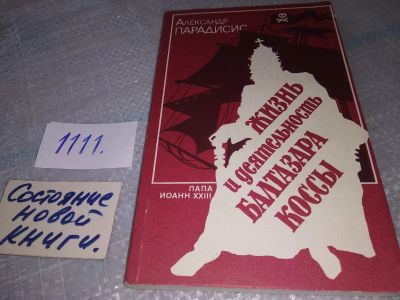 АЛЕКСАНДР
ПАРАДИСИС
ЖИЗНЬ
и ДЕЯТЕЛЬНОСТЬ
БАЛТАЗАРА
КОССЫ
ПАПА
ИОАНН XXIII
1111.
Состояние
новой
книги.